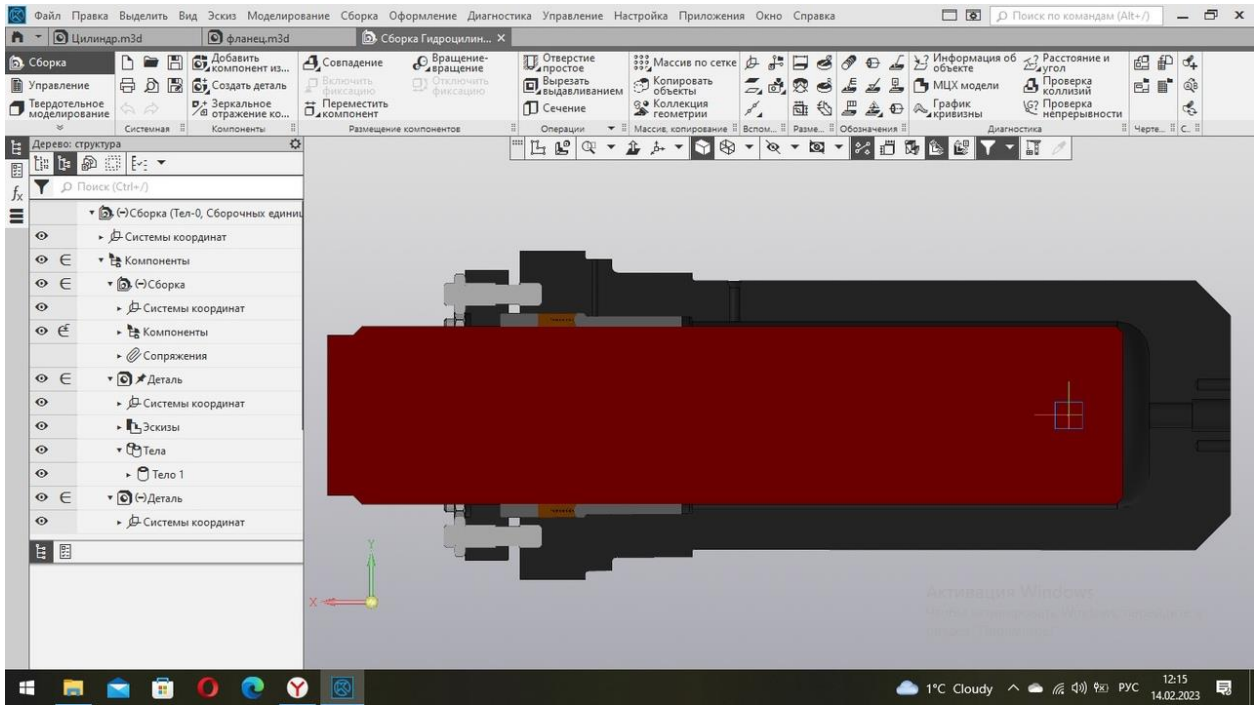 Файл Правка Выделить Вид Эскиз Моделирование Сборка Оформление Диагностика Управление Настройка Приложения Окно Справка
Поиск по командам (Alt+/)
Цилиндр.m3d
фланец.m3d
Сборка Гидроцилин...
Сборка
Управление
Твердотельное
моделирование
Системная
Добавить
компонент из...
Создать деталь
Зеркальное
отражение ко...
Компоненты
Совпадение
Включить
фиксацию
Переместить
компонент
Вращение-
вращение
Отключить
фиксацию
Размещение компонентов
Отверстие
простое
Вырезать
выдавливанием
Сечение
Операции
Массив по сетке
Копировать
объекты
Коллекция
геометрии
Массив, копирование
Вспом...
Разме...
Обозначения
Информация об
объекте
МЦХ модели
График
кривизны
Расстояние и
угол
Проверка
коллизий
Проверка
непрерывности
Диагностика
Черте...
С...
Дерево: структура
Поиск (Ctrl+/)
(-)Сборка (Тел-0, Сборочных единиц
Системы координат
Компоненты
(-)Сборка
Системы координат
Компоненты
Сопряжения
Деталь
Системы координат
Эскизы
Тела
Тело 1
(-)Деталь
Системы координат
Y
X
Активация Windows
1°C Cloudy
РУС
12:15
14.02.2023